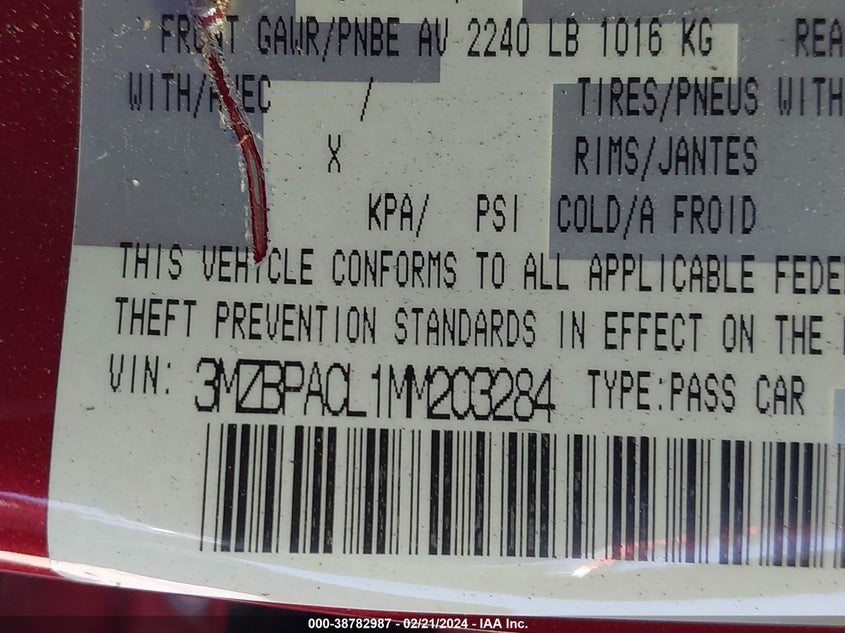 FRONT GAWR/PNBE AV 2240 LB 1016 KG REA
WITH/AVEC / TIRES/PNEUS WITH
X RIMS/JANTES
KPA/ PSI COLD/A FROID
THIS VEHICLE CONFORMS TO ALL APPLICABLE FEDE
THEFT PREVENTION STANDARDS IN EFFECT ON THE
VIN: 3MZBPACL1MM203284 TYPE:PASS CAR
000-38782987 - 02/21/2024 - IAA Inc.